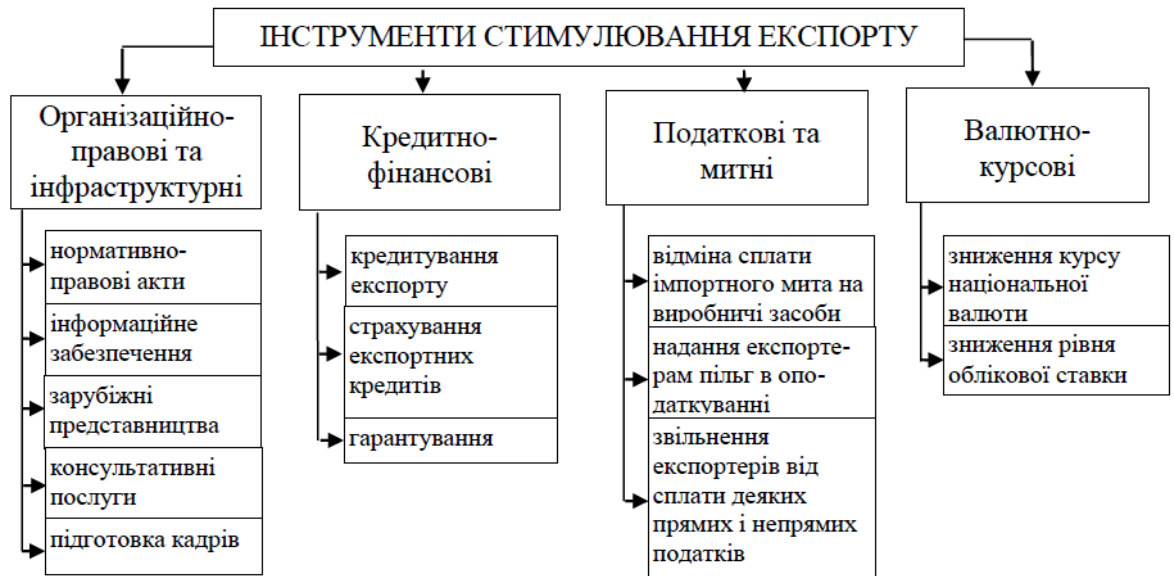 ІНСТРУМЕНТИ СТИМУЛЮВАННЯ ЕКСПОРТУ
Організаційно-
правові та
інфраструктурні
нормативно-
правові акти
інформаційне
забезпечення
зарубіжні
представництва
консультативні
послуги
підготовка кадрів
Кредитно-
фінансові
кредитування
експорту
страхування
експортних
кредитів
гарантування
Податкові та
митні
відміна сплати
імпортного мита на
виробничі засоби
надання експорте-
рам пільг в опо-
даткуванні
звільнення
експортерів від
сплати деяких
прямих і непрямих
податків
Валютно-
курсові
зниження курсу
національної
валюти
зниження рівня
облікової ставки